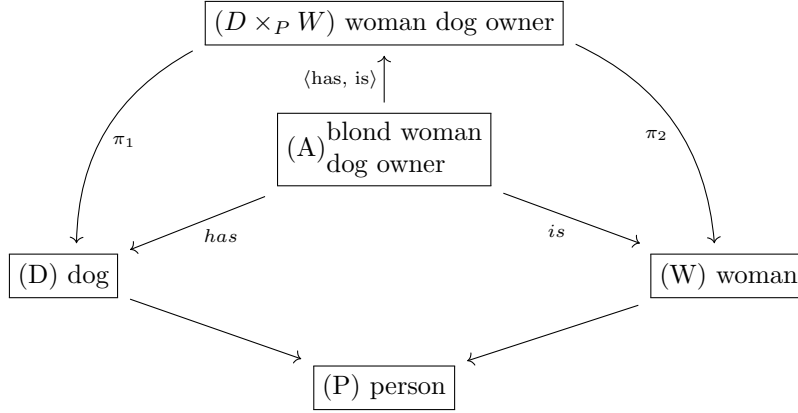 (D ×_P W) woman dog owner
⟨has, is⟩
(A) blond woman
dog owner
π₁
π₂
has
is
(D) dog
(W) woman
(P) person